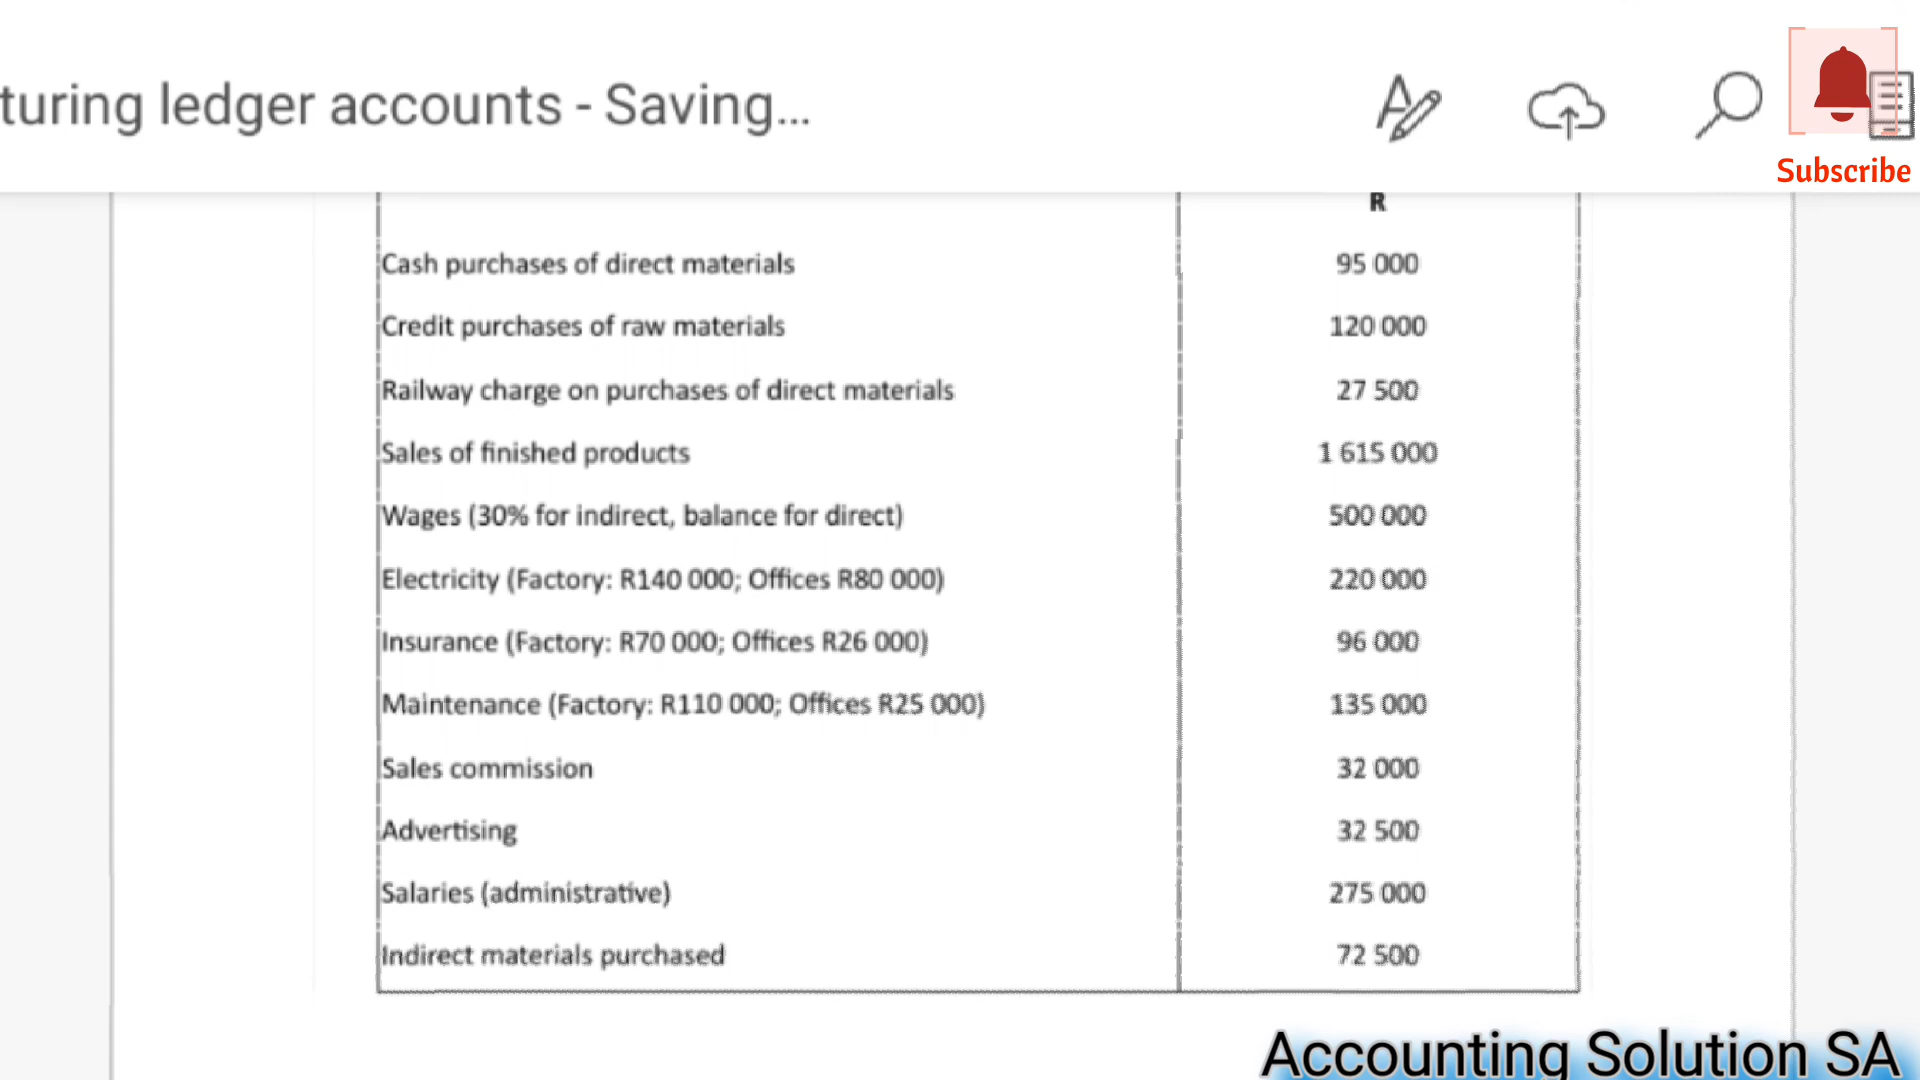 turing ledger accounts - Saving...
Subscribe
R
Cash purchases of direct materials 95 000
Credit purchases of raw materials 120 000
Railway charge on purchases of direct materials 27 500
Sales of finished products 1 615 000
Wages (30% for indirect, balance for direct) 500 000
Electricity (Factory: R140 000; Offices R80 000) 220 000
Insurance (Factory: R70 000; Offices R26 000) 96 000
Maintenance (Factory: R110 000; Offices R25 000) 135 000
Sales commission 32 000
Advertising 32 500
Salaries (administrative) 275 000
Indirect materials purchased 72 500
Accounting Solution SA